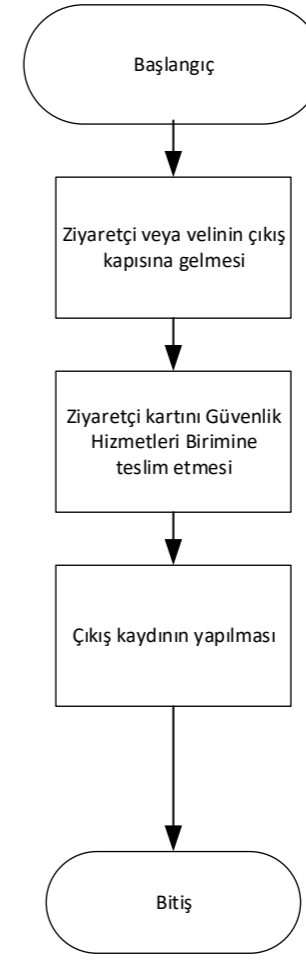 Başlangıç
Ziyaretçi veya velinin çıkış
kapısına gelmesi
Ziyaretçi kartını Güvenlik
Hizmetleri Birimine
teslim etmesi
Çıkış kaydının yapılması
Bitiş